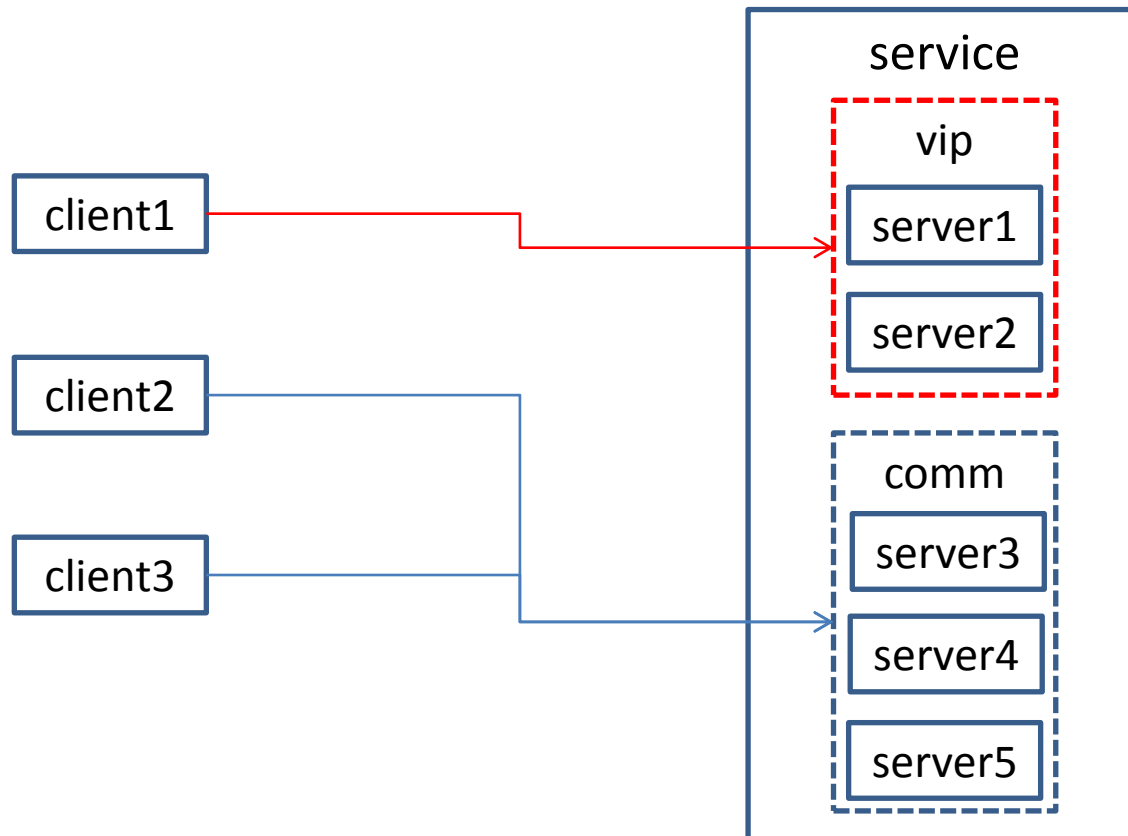 service
vip
client1
server1
server2
client2
comm
server3
client3
server4
server5